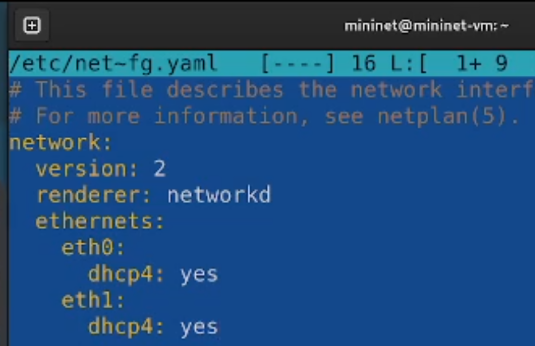 mininet@mininet-vm:~
/etc/net~fg.yaml   [----] 16 L:[  1+ 9
# This file describes the network interf
# For more information, see netplan(5).
network:
  version: 2
  renderer: networkd
  ethernets:
    eth0:
      dhcp4: yes
    eth1:
      dhcp4: yes